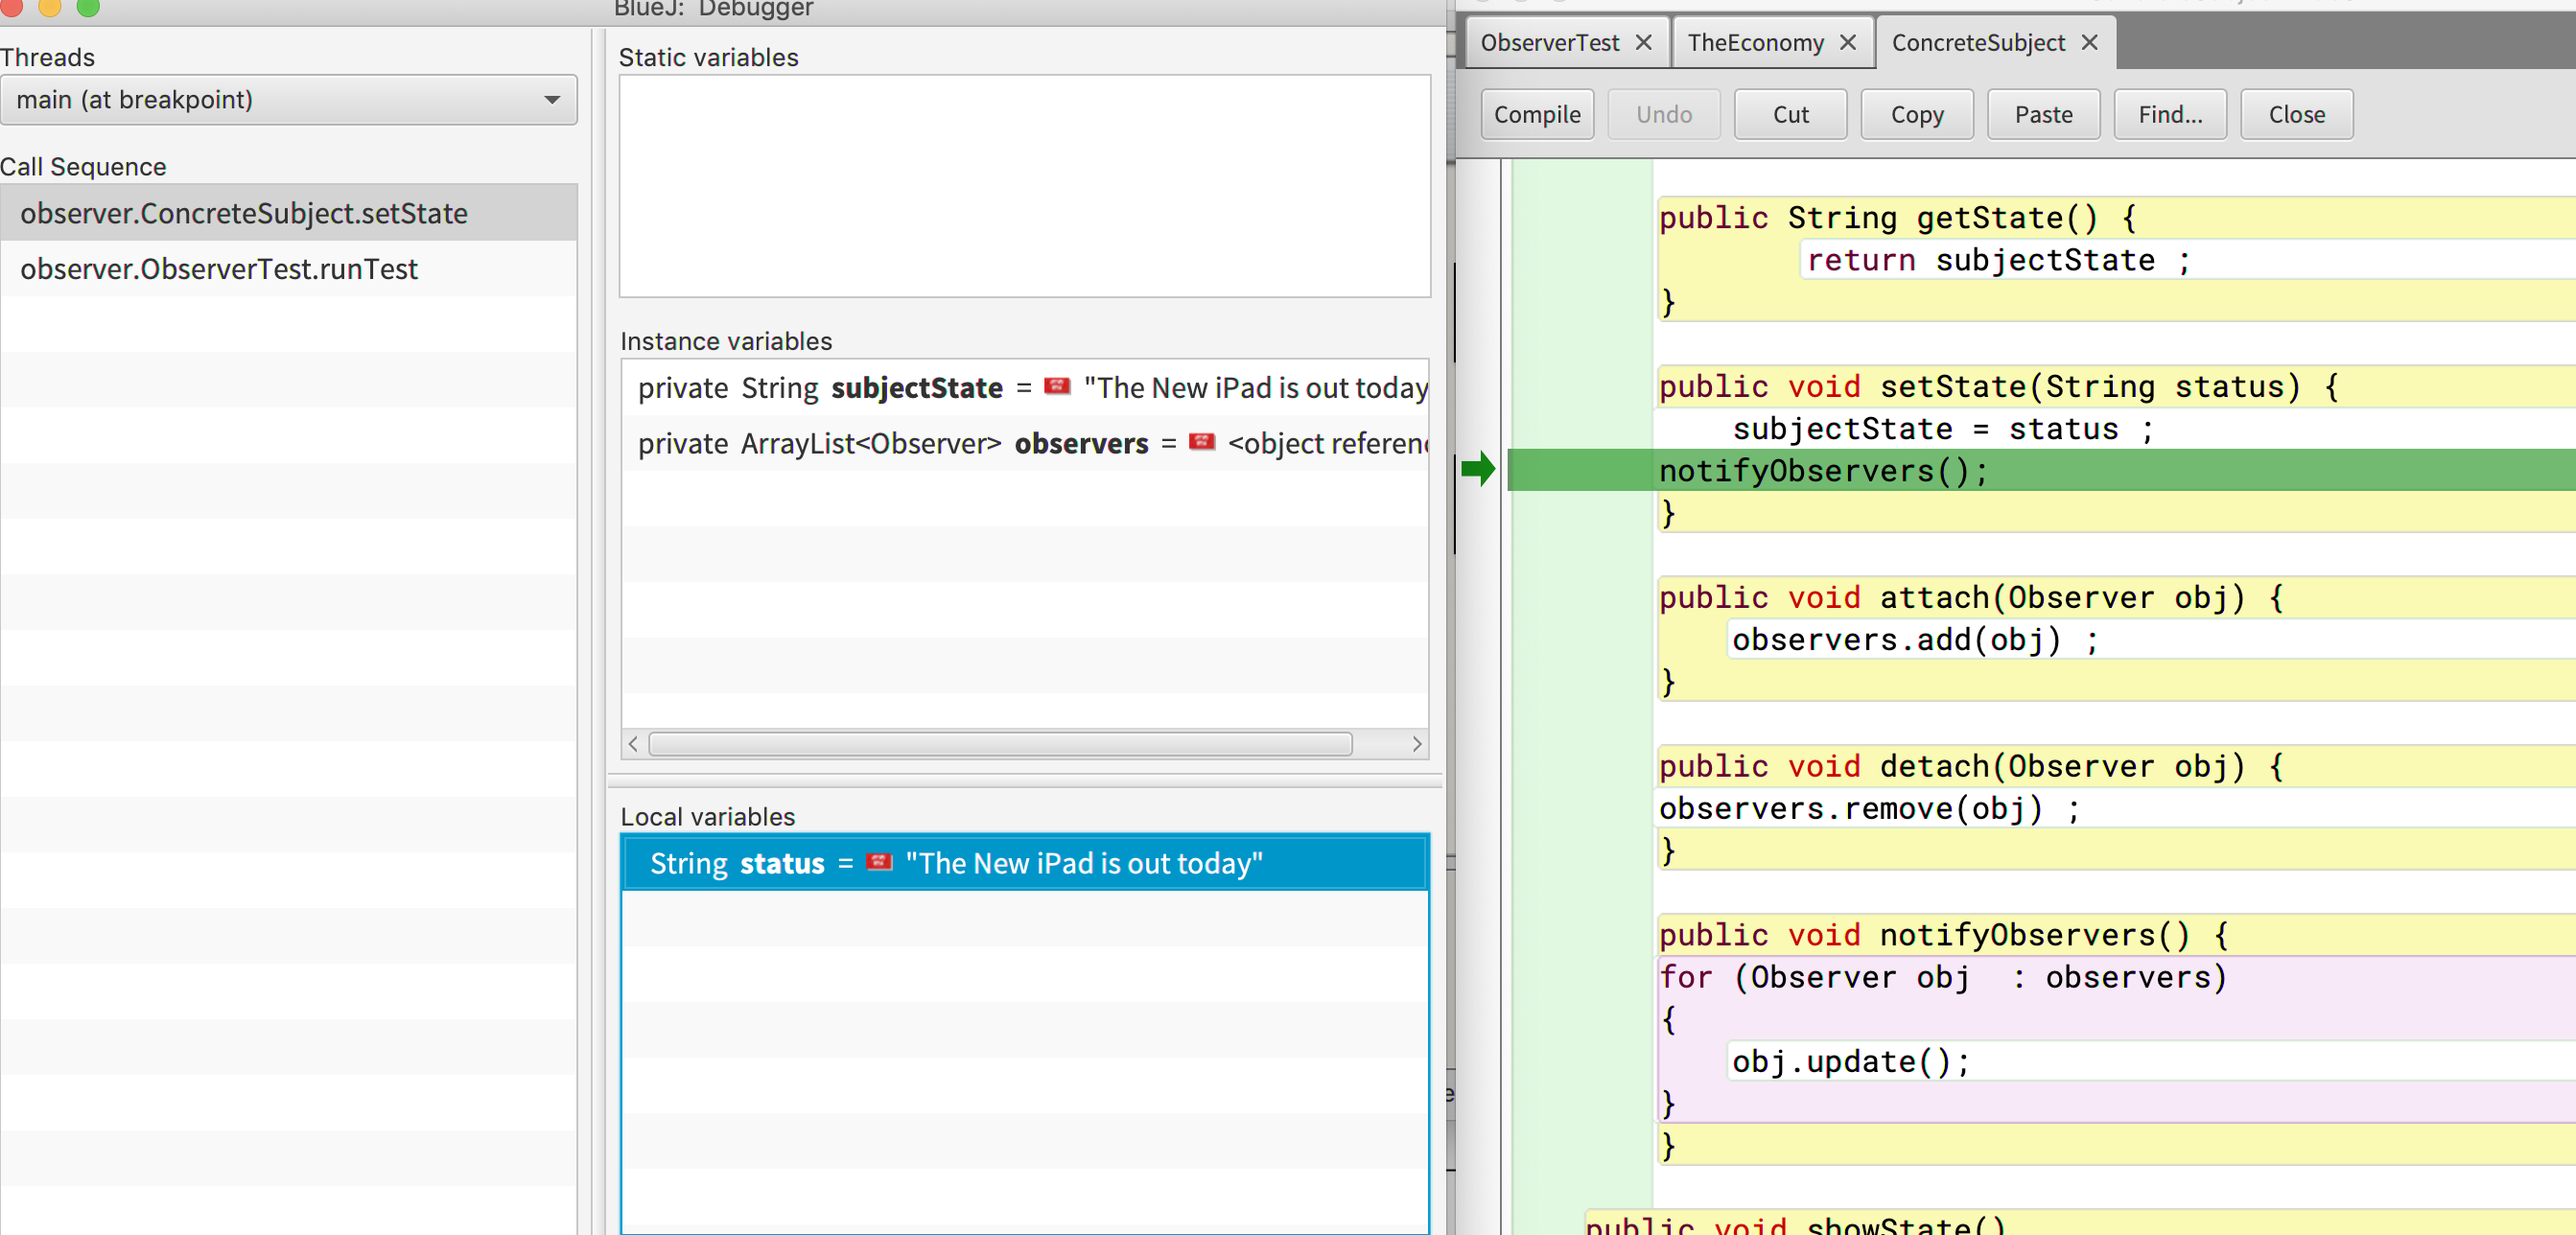 BlueJ: Debugger
Threads
main (at breakpoint)
Call Sequence
observer.ConcreteSubject.setState
observer.ObserverTest.runTest
Static variables
Instance variables
private String subjectState = "The New iPad is out today
private ArrayList<Observer> observers = <object referen
Local variables
String status = "The New iPad is out today"
ObserverTest TheEconomy ConcreteSubject
Compile Undo Cut Copy Paste Find... Close
public String getState() {
return subjectState ;
}
public void setState(String status) {
subjectState = status ;
notifyObservers();
}
public void attach(Observer obj) {
observers.add(obj) ;
}
public void detach(Observer obj) {
observers.remove(obj) ;
}
public void notifyObservers() {
for (Observer obj  : observers)
{
obj.update();
}
}
public void showState()